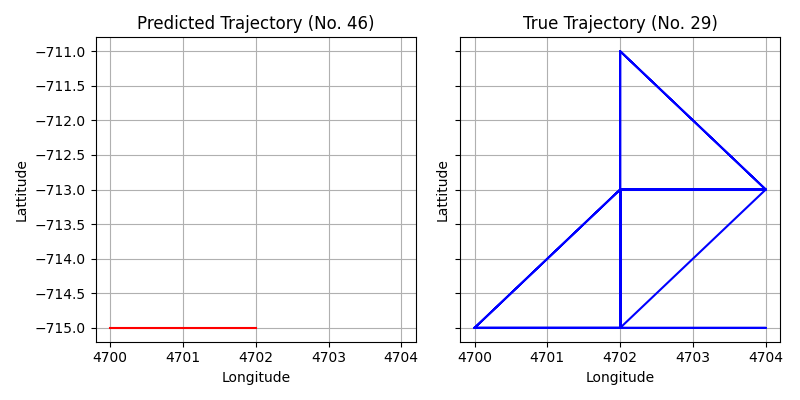 Predicted Trajectory (No. 46)
True Trajectory (No. 29)
Lattitude
−711.0
−711.5
−712.0
−712.5
−713.0
−713.5
−714.0
−714.5
−715.0
4700 4701 4702 4703 4704
Longitude
Lattitude
4700 4701 4702 4703 4704
Longitude